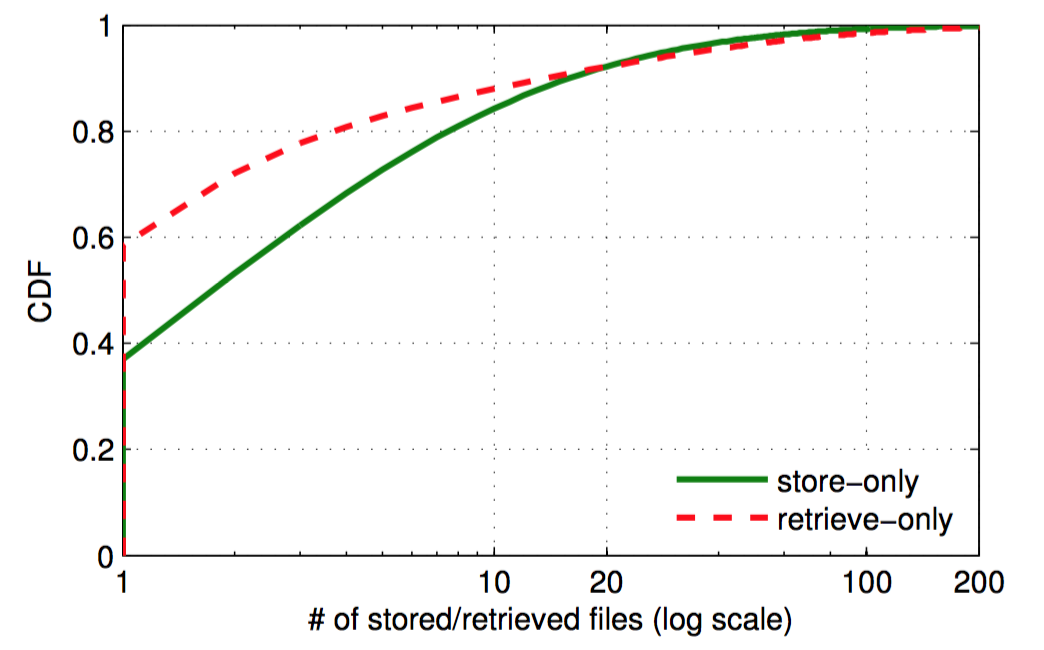 1
0.8
0.6
0.4
0.2
0
CDF
1 10 20 100 200
# of stored/retrieved files (log scale)
store−only
retrieve−only